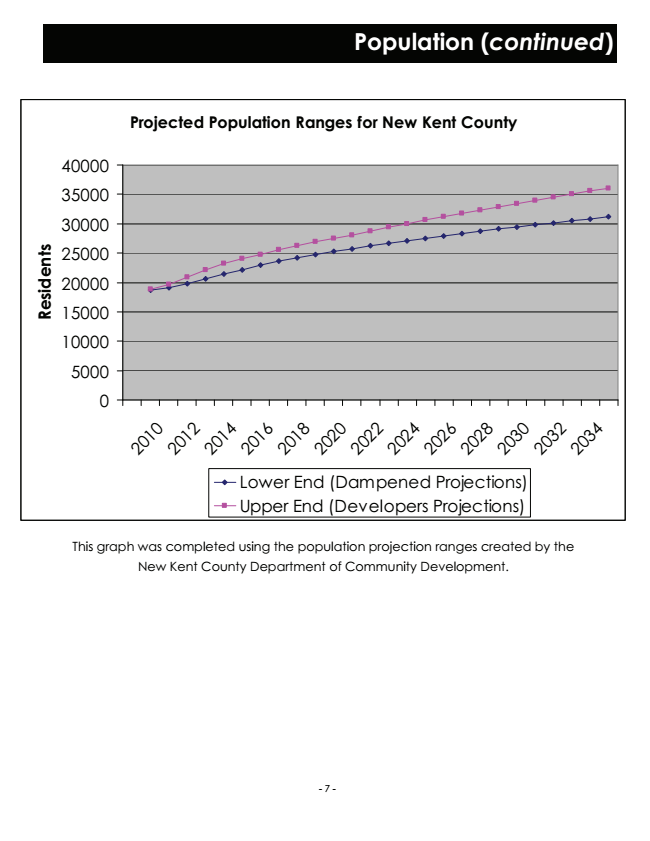 Population (continued)
Projected Population Ranges for New Kent County
40000
35000
30000
25000
20000
15000
10000
5000
0
Residents
2010
2012
2014
2016
2018
2020
2022
2024
2026
2028
2030
2032
2034
Lower End (Dampened Projections)
Upper End (Developers Projections)
This graph was completed using the population projection ranges created by the
New Kent County Department of Community Development.
- 7 -